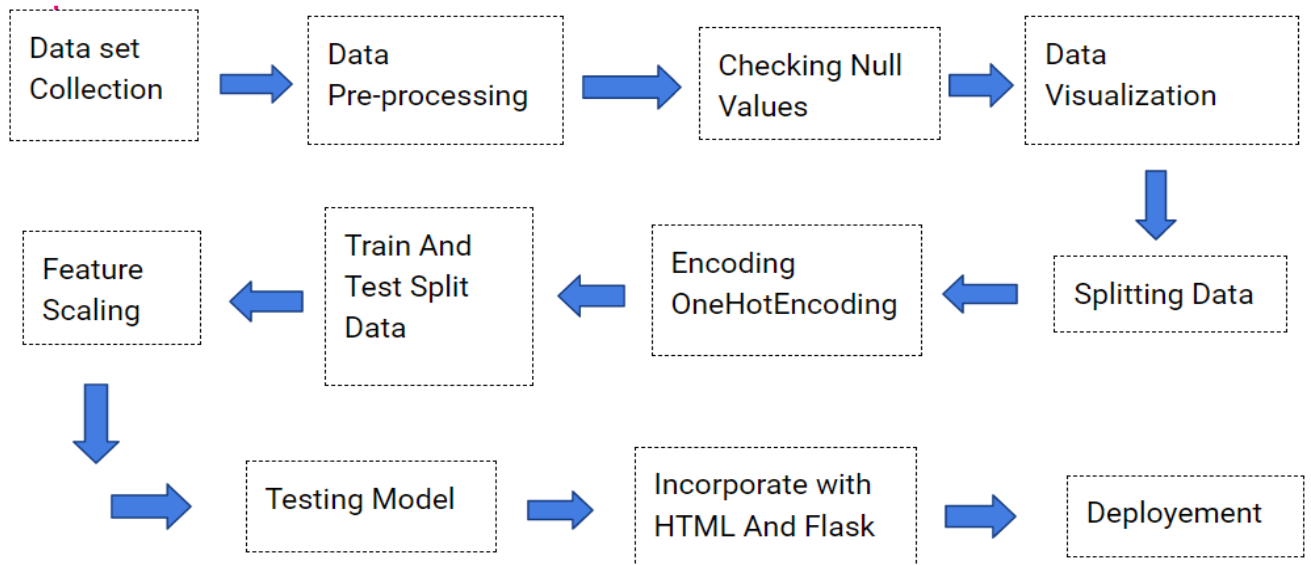 Data set
Collection
Data
Pre-processing
Checking Null
Values
Data
Visualization
Splitting Data
Encoding
OneHotEncoding
Train And
Test Split
Data
Feature
Scaling
Testing Model
Incorporate with
HTML And Flask
Deployement